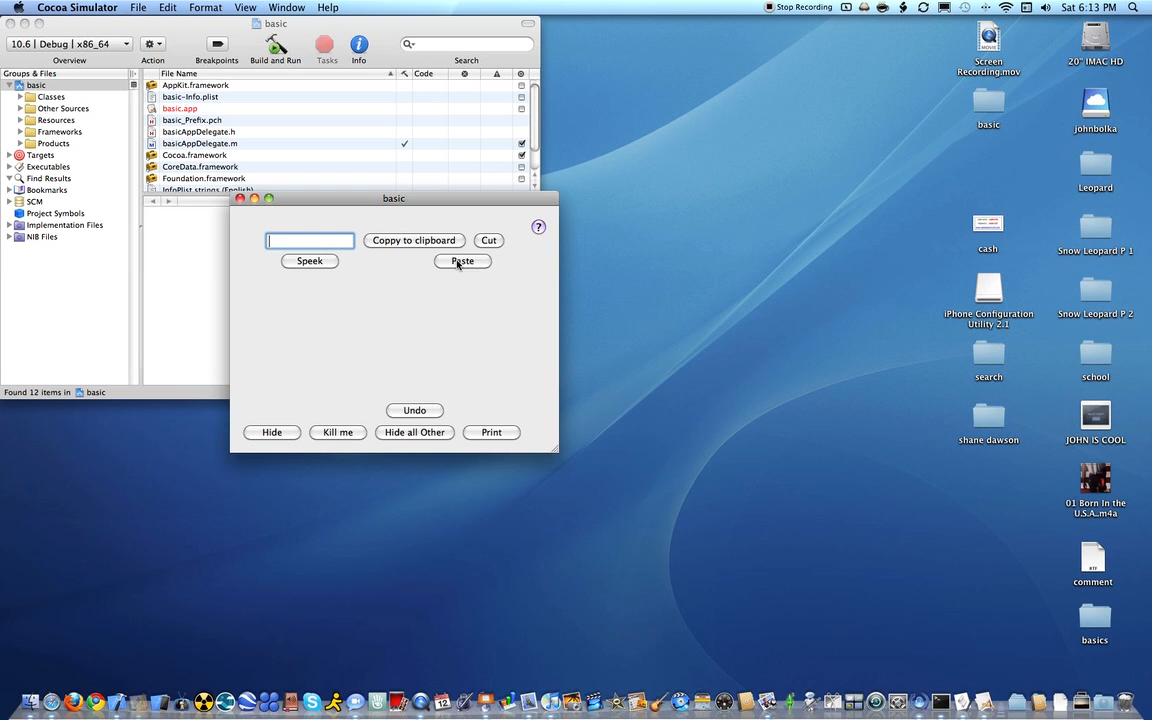 Cocoa Simulator File Edit Format View Window Help Stop Recording Sat 6:13 PM
basic
10.6 | Debug | x86_64
Overview Action Breakpoints Build and Run Tasks Info Search
Groups & Files File Name Code
basic
Classes
Other Sources
Resources
Frameworks
Products
Targets
Executables
Find Results
Bookmarks
SCM
Project Symbols
Implementation Files
NIB Files
AppKit.framework
basic-Info.plist
basic.app
basic_Prefix.pch
basicAppDelegate.h
basicAppDelegate.m
Cocoa.framework
CoreData.framework
Foundation.framework
InfoPlist.strings (English)
Found 12 items in basic
basic
?
Coppy to clipboard Cut
Speek Paste
Undo
Hide Kill me Hide all Other Print
Screen
Recording.mov
20" IMAC HD
basic
johnbolka
Leopard
cash
Snow Leopard P 1
iPhone Configuration
Utility 2.1
Snow Leopard P 2
search
school
shane dawson
JOHN IS COOL
01 Born In the
U.S.A..m4a
RTF
comment
basics